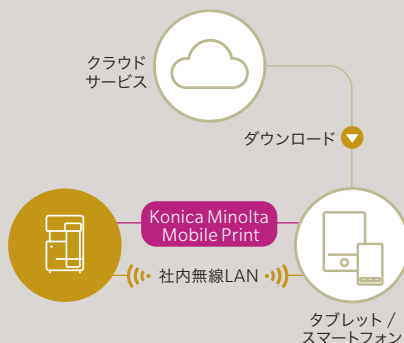 クラウド
サービス
ダウンロード
Konica Minolta
Mobile Print
社内無線LAN
タブレット /
スマートフォン